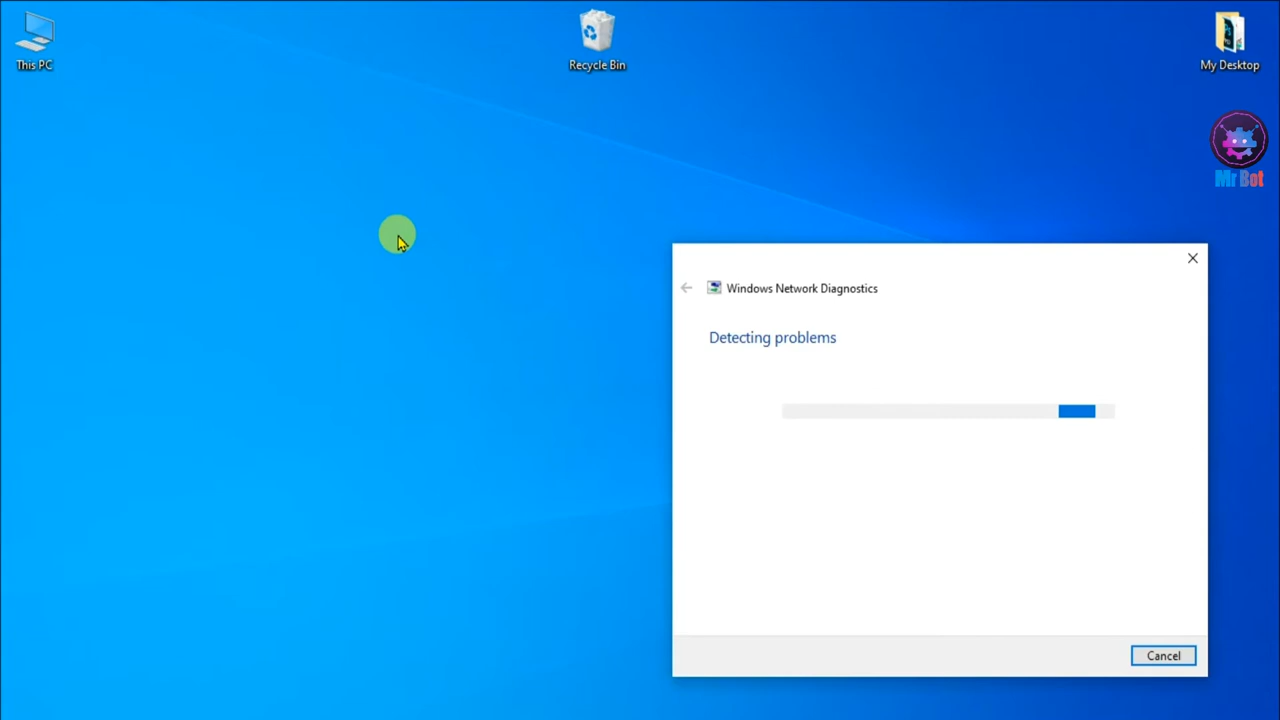 This PC
Recycle Bin
My Desktop
Mr Bot
Windows Network Diagnostics
Detecting problems
Cancel